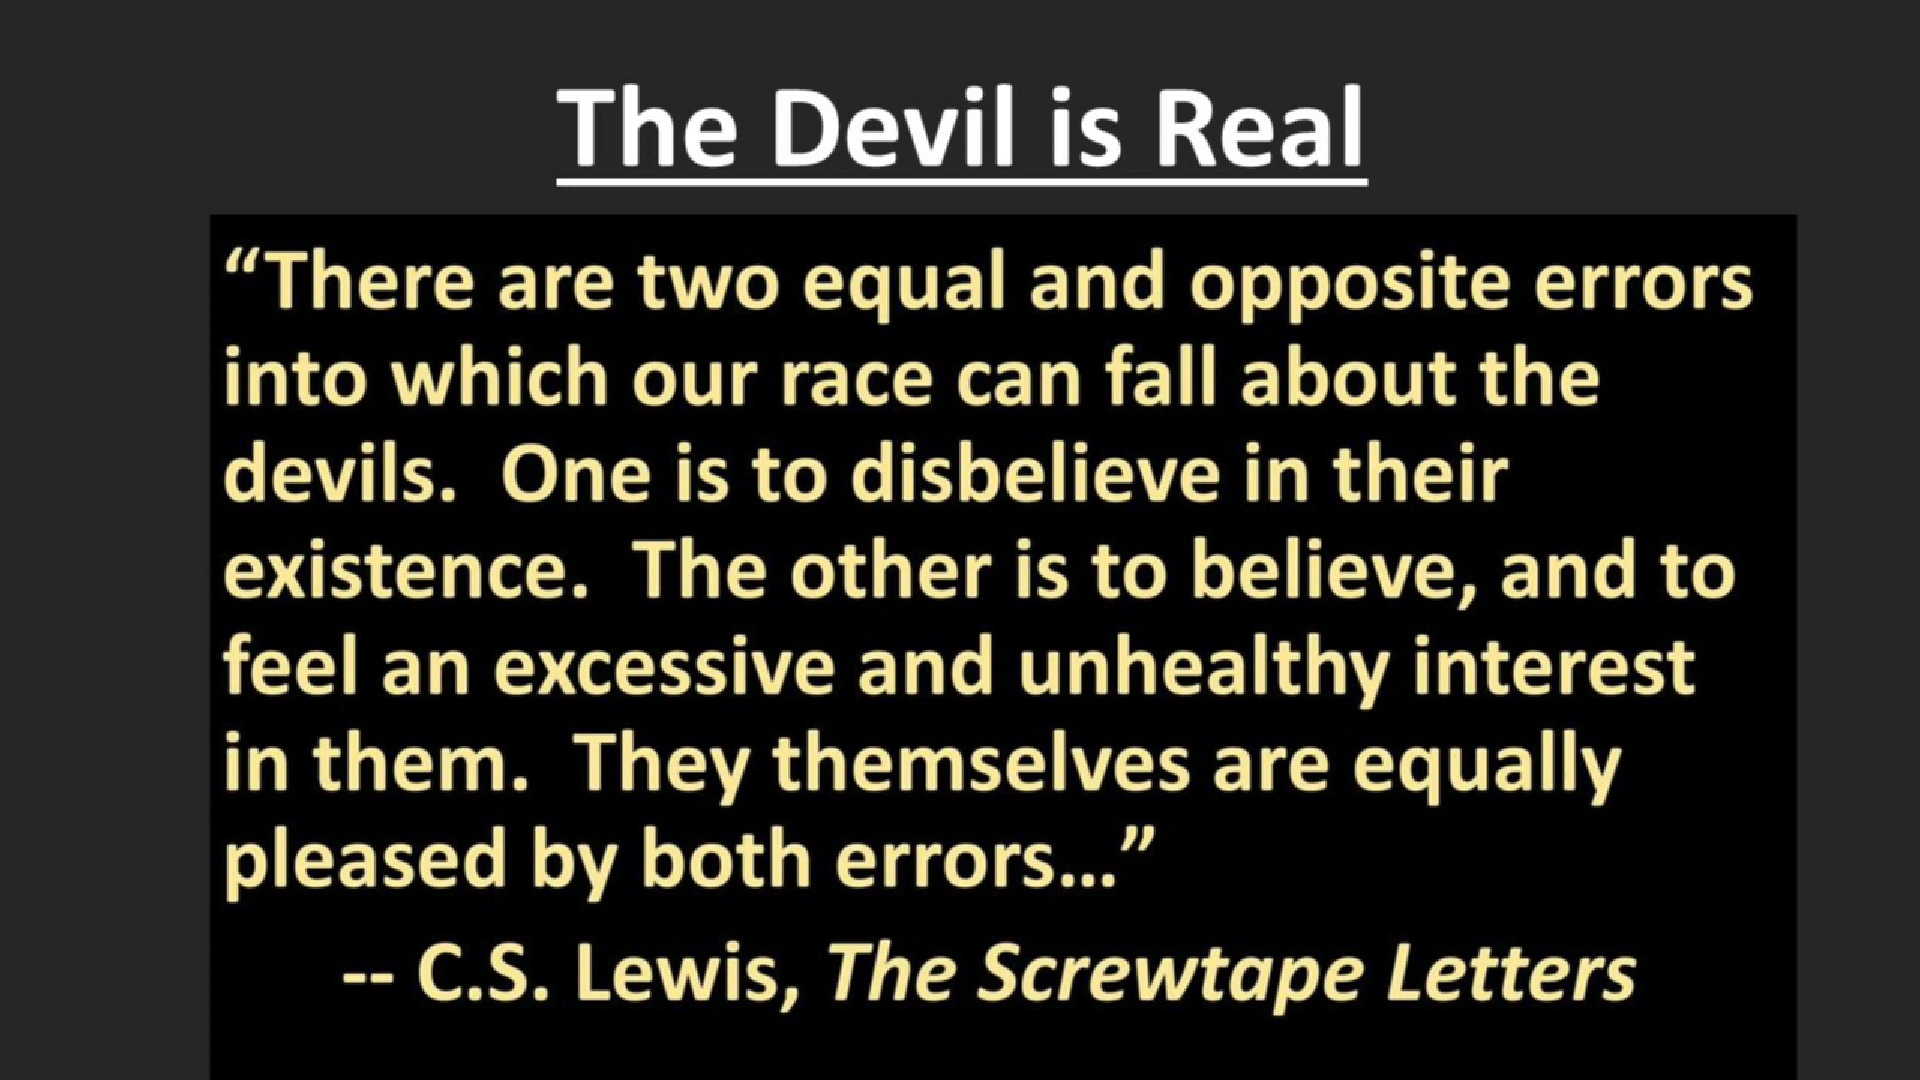 The Devil is Real
“There are two equal and opposite errors
into which our race can fall about the
devils.  One is to disbelieve in their
existence.  The other is to believe, and to
feel an excessive and unhealthy interest
in them.  They themselves are equally
pleased by both errors…”
-- C.S. Lewis, The Screwtape Letters